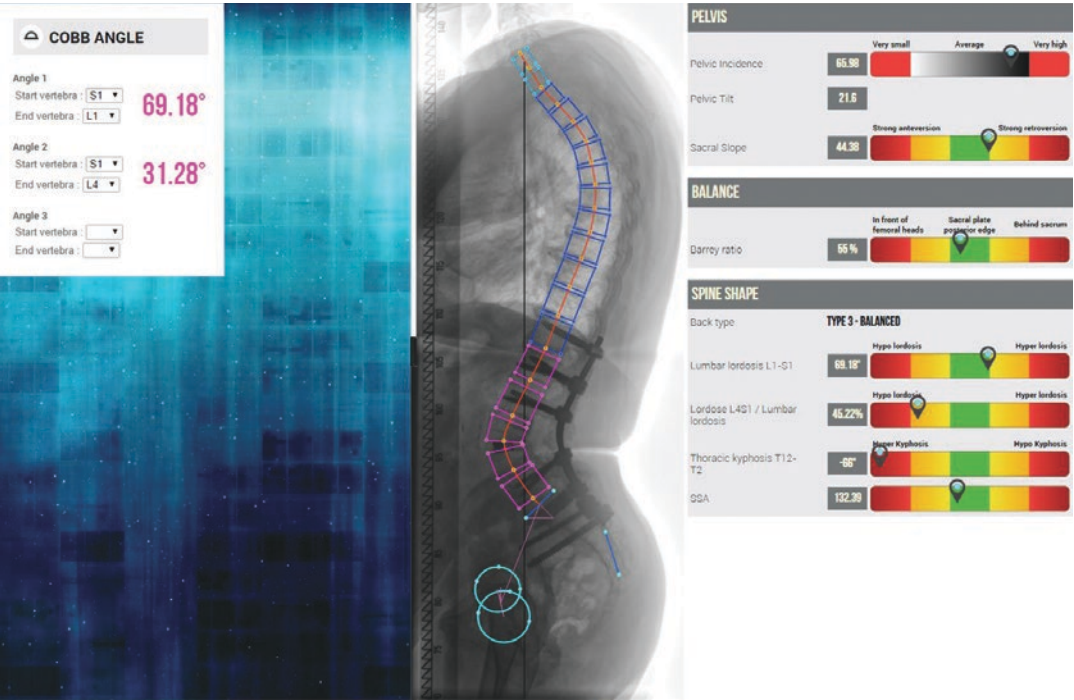 COBB ANGLE
Angle 1
Start vertebra : S1
End vertebra : L1
69.18°
Angle 2
Start vertebra : S1
End vertebra : L4
31.28°
Angle 3
Start vertebra :
End vertebra :
PELVIS
Very small Average Very high
Pelvic Incidence 65.98
Pelvic Tilt 21.6
Strong anteversion Strong retroversion
Sacral Slope 44.38
BALANCE
In front of femoral heads Sacral plate posterior edge Behind sacrum
Barrey ratio 55 %
SPINE SHAPE
Back type TYPE 3 - BALANCED
Hypo lordosis Hyper lordosis
Lumbar lordosis L1-S1 69.18°
Hypo lordosis Hyper lordosis
Lordose L4S1 / Lumbar lordosis 45.22%
Hyper Kyphosis Hypo Kyphosis
Thoracic kyphosis T12-T2 -66°
SSA 132.39